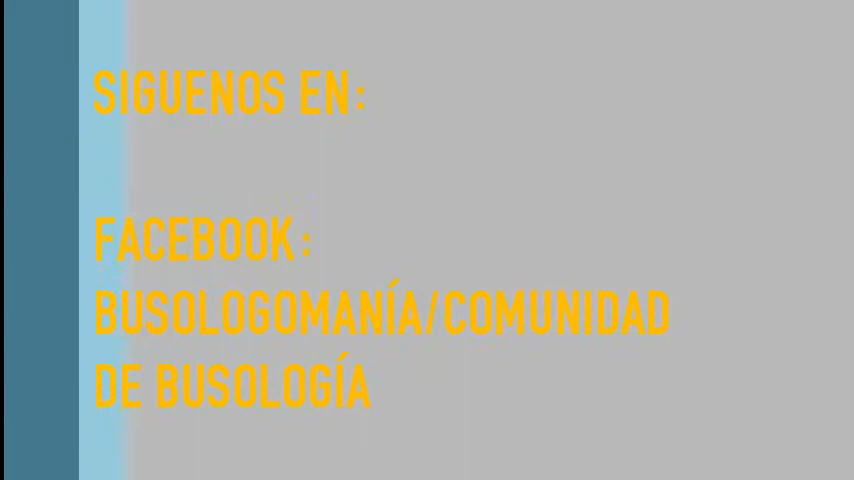 SIGUENOS EN:
FACEBOOK:
BUSOLOGOMANÍA/COMUNIDAD
DE BUSOLOGÍA